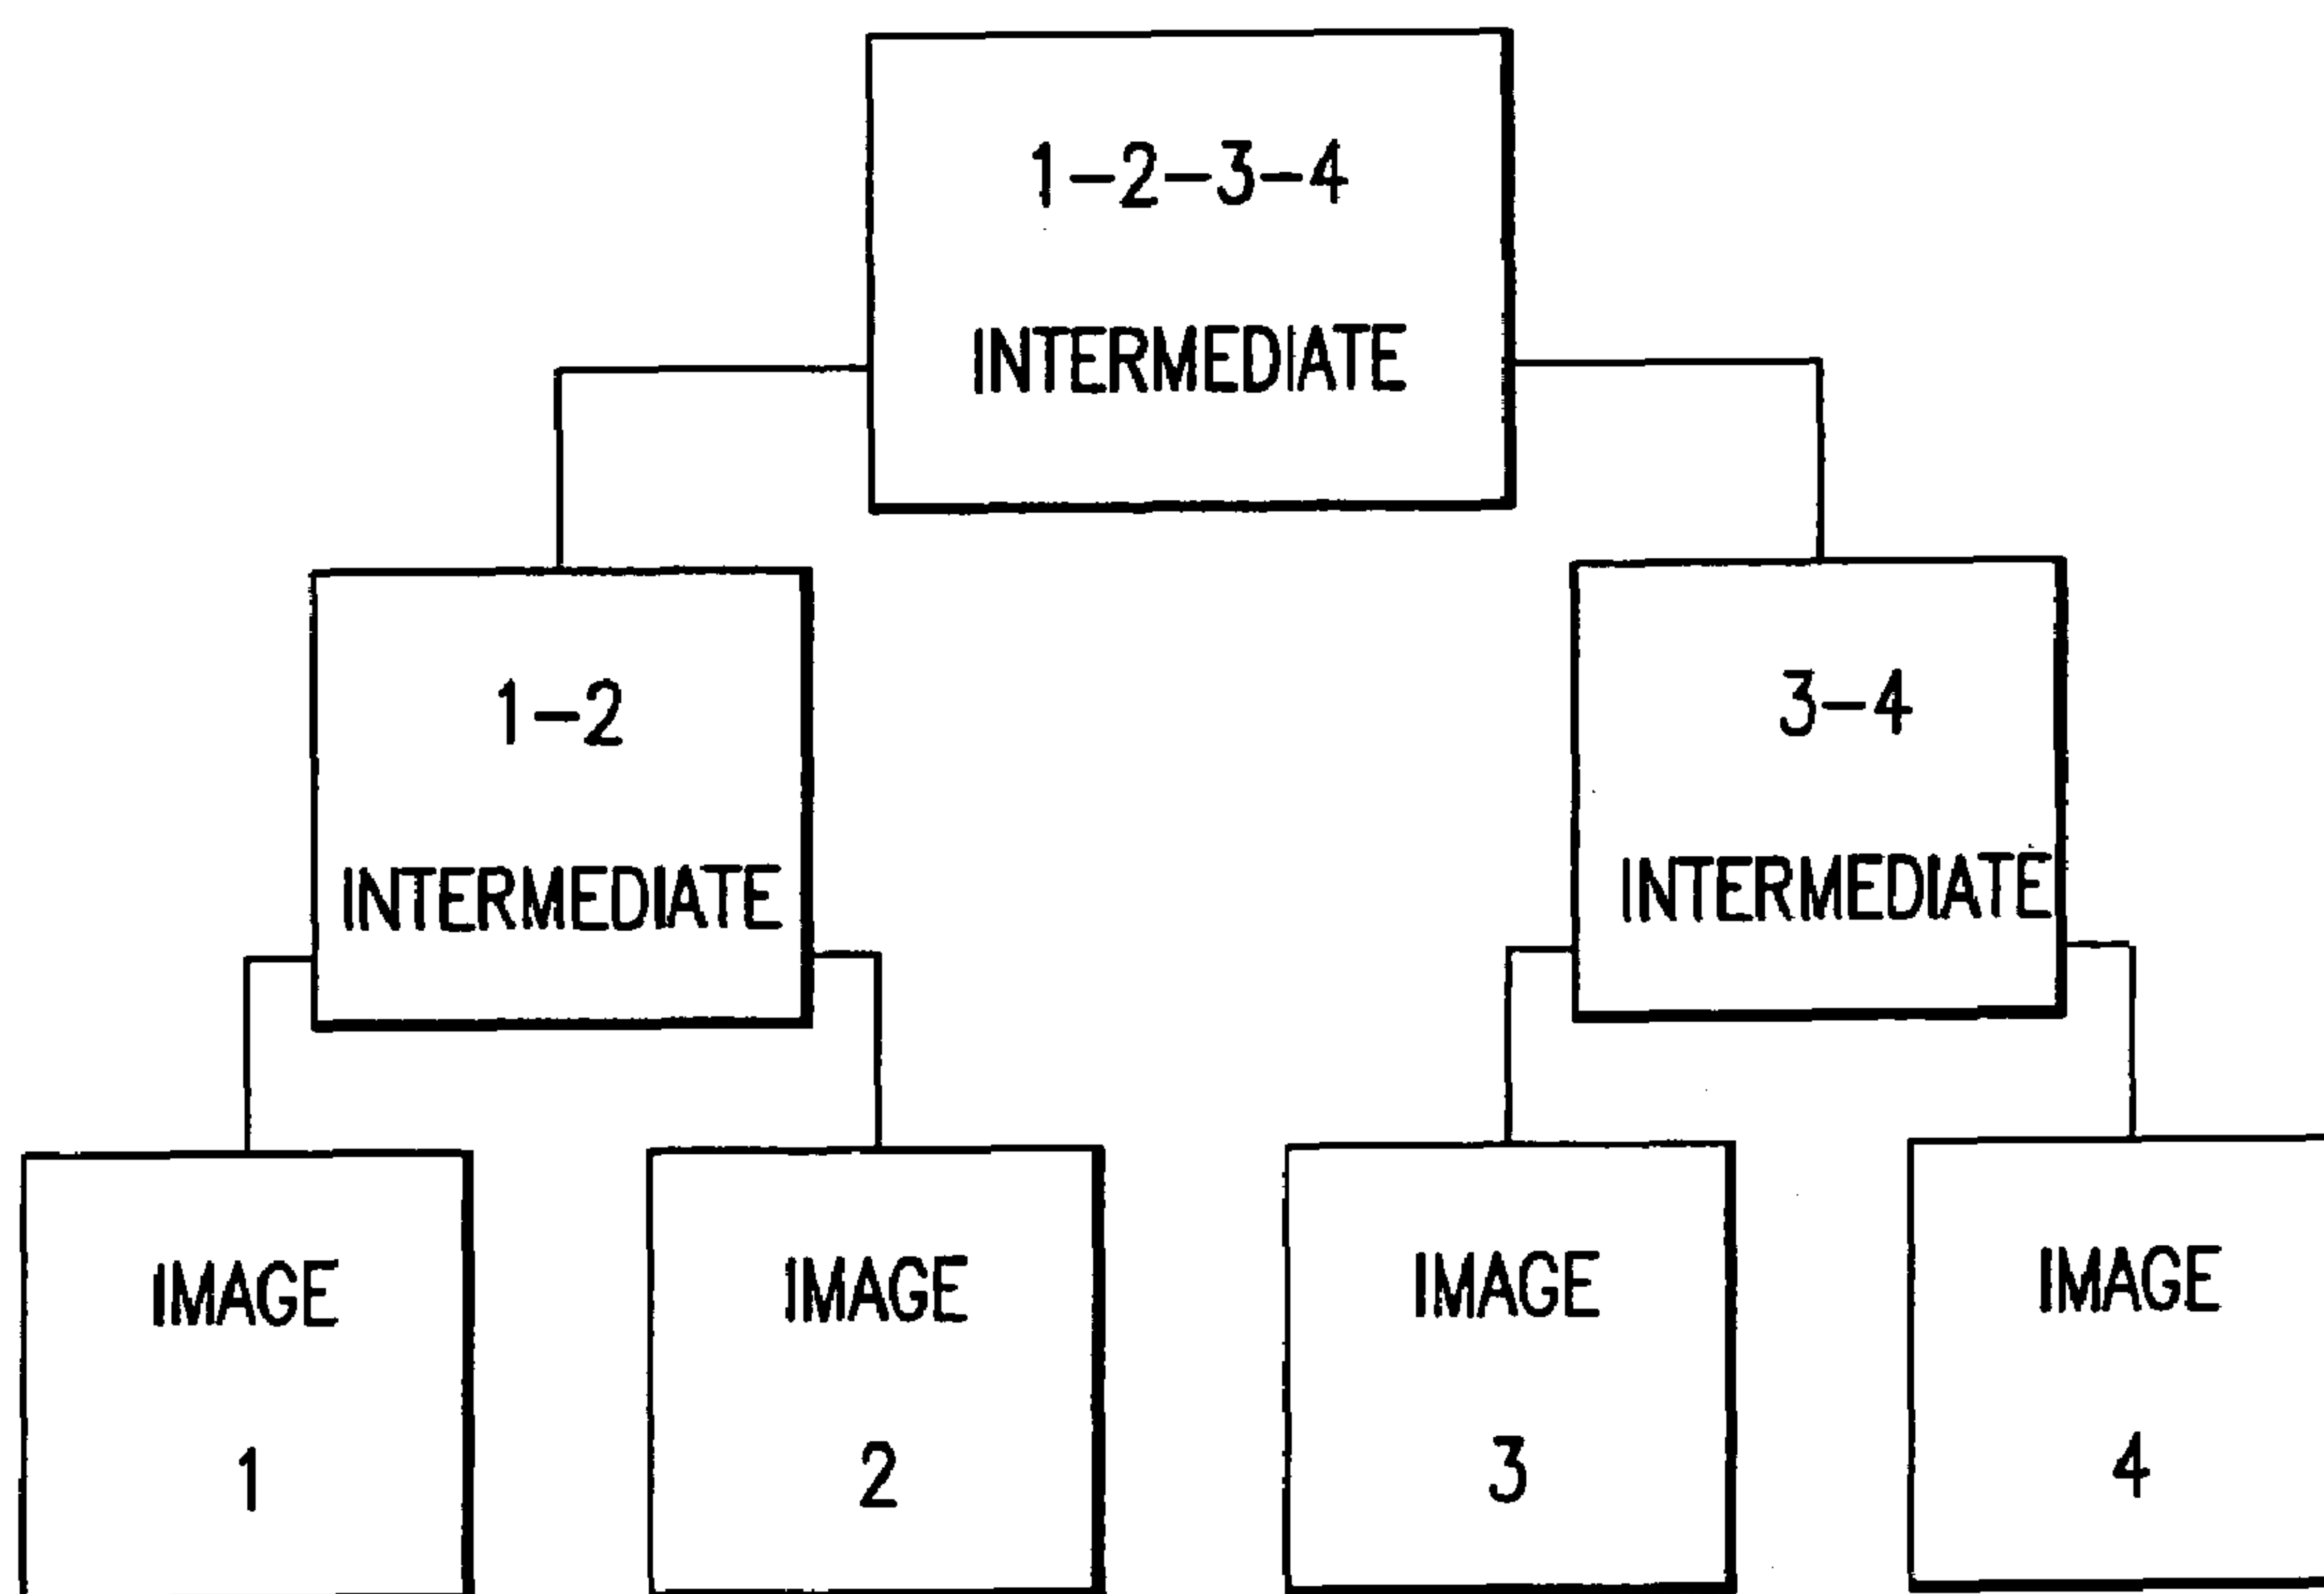 1-2-3-4
INTERMEDIATE
1-2
INTERMEDIATE
3-4
INTERMEDIATE
IMAGE
1
IMAGE
2
IMAGE
3
IMAGE
4